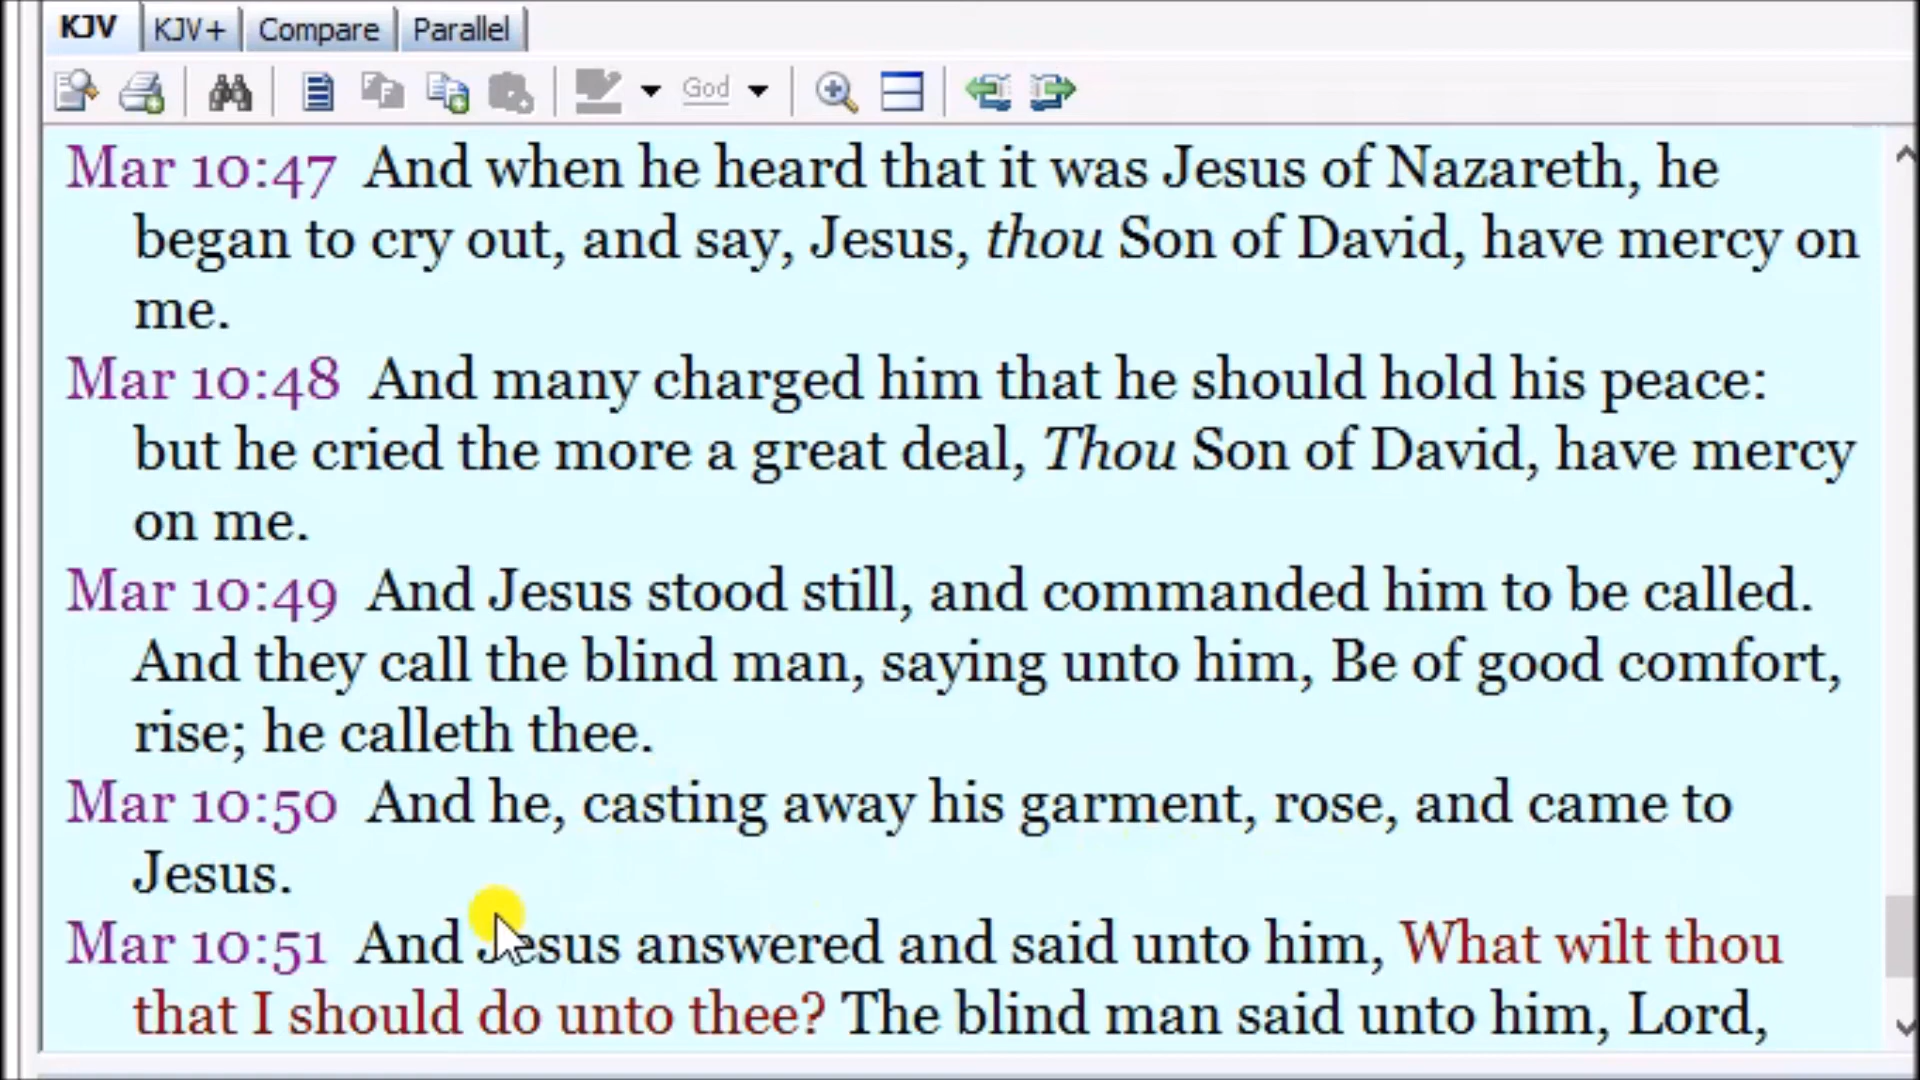 KJV KJV+ Compare Parallel
God
Mar 10:47 And when he heard that it was Jesus of Nazareth, he
began to cry out, and say, Jesus, thou Son of David, have mercy on
me.
Mar 10:48 And many charged him that he should hold his peace:
but he cried the more a great deal, Thou Son of David, have mercy
on me.
Mar 10:49 And Jesus stood still, and commanded him to be called.
And they call the blind man, saying unto him, Be of good comfort,
rise; he calleth thee.
Mar 10:50 And he, casting away his garment, rose, and came to
Jesus.
Mar 10:51 And Jesus answered and said unto him, What wilt thou
that I should do unto thee? The blind man said unto him, Lord,